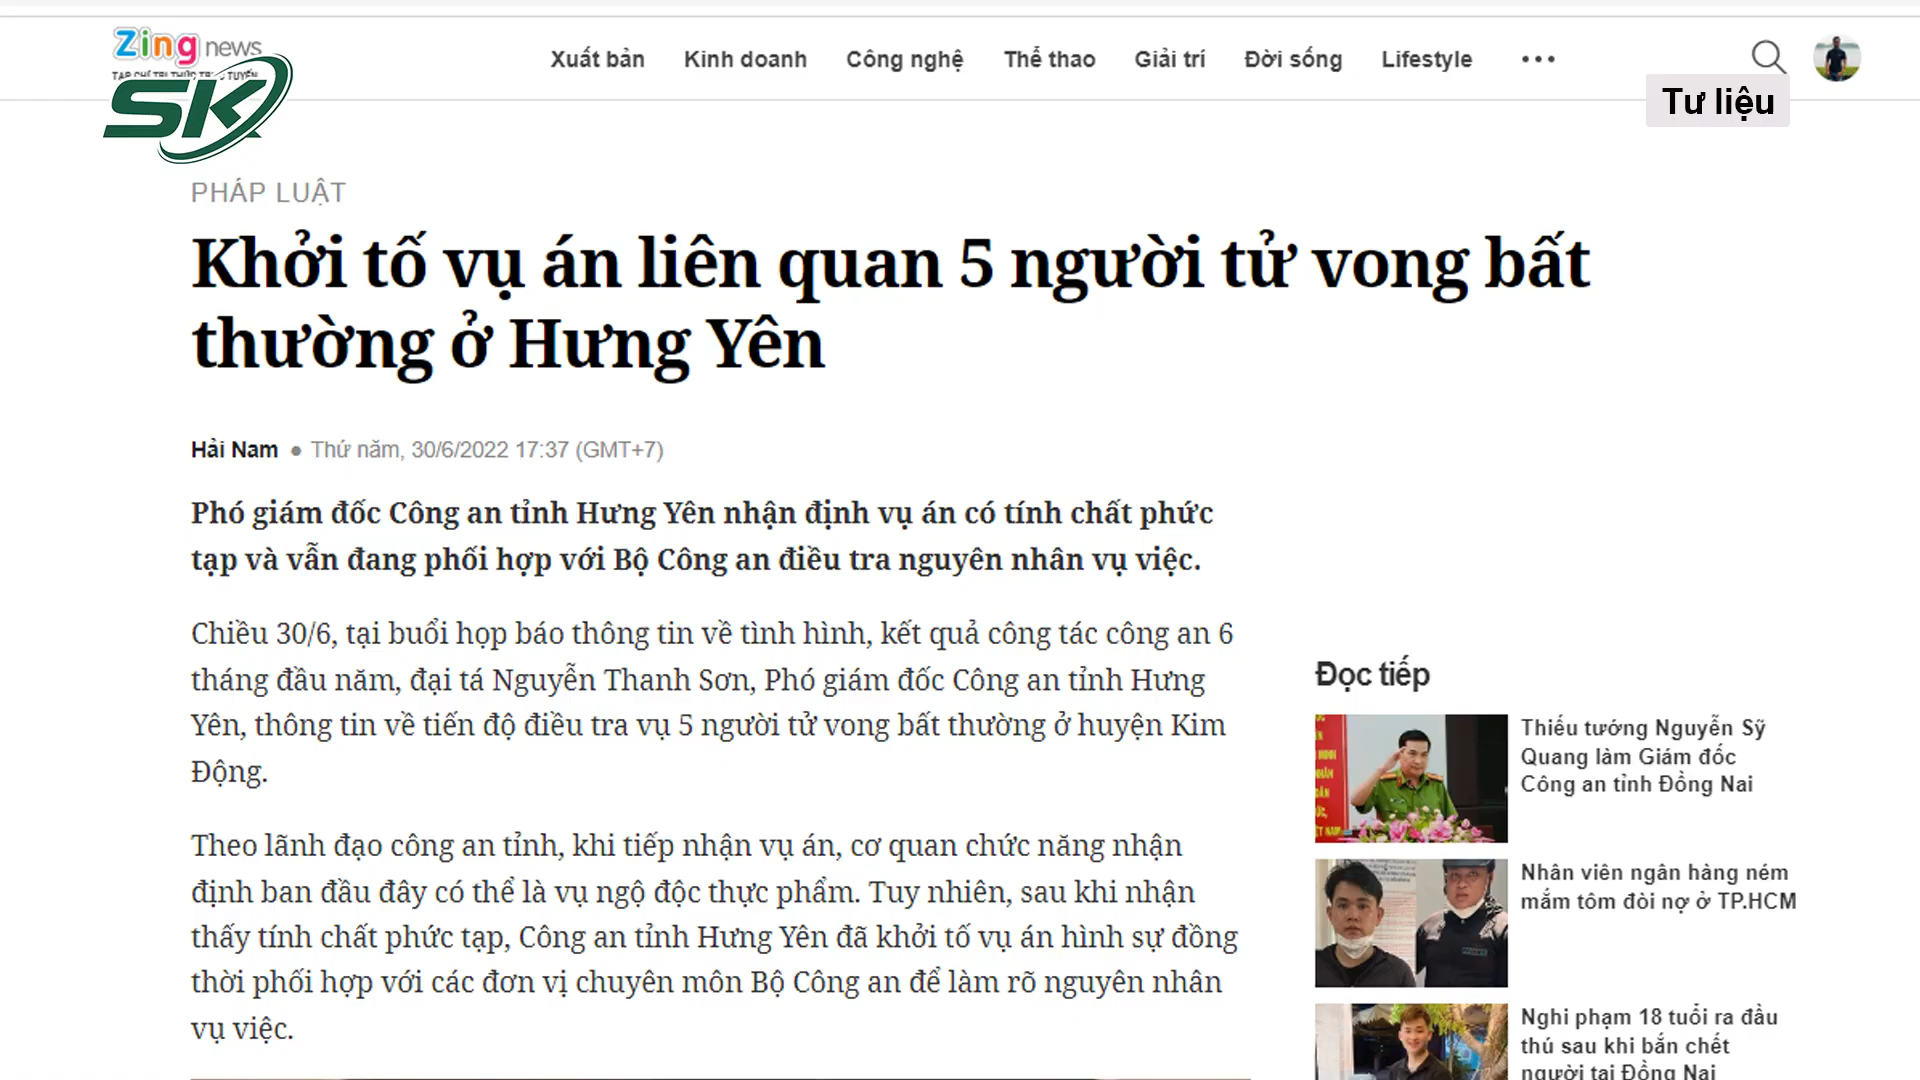 Zing news
SK
Xuất bản Kinh doanh Công nghệ Thể thao Giải trí Đời sống Lifestyle
Tư liệu
PHÁP LUẬT
Khởi tố vụ án liên quan 5 người tử vong bất
thường ở Hưng Yên
Hải Nam ● Thứ năm, 30/6/2022 17:37 (GMT+7)
Phó giám đốc Công an tỉnh Hưng Yên nhận định vụ án có tính chất phức
tạp và vẫn đang phối hợp với Bộ Công an điều tra nguyên nhân vụ việc.
Chiều 30/6, tại buổi họp báo thông tin về tình hình, kết quả công tác công an 6
tháng đầu năm, đại tá Nguyễn Thanh Sơn, Phó giám đốc Công an tỉnh Hưng
Yên, thông tin về tiến độ điều tra vụ 5 người tử vong bất thường ở huyện Kim
Động.
Theo lãnh đạo công an tỉnh, khi tiếp nhận vụ án, cơ quan chức năng nhận
định ban đầu đây có thể là vụ ngộ độc thực phẩm. Tuy nhiên, sau khi nhận
thấy tính chất phức tạp, Công an tỉnh Hưng Yên đã khởi tố vụ án hình sự đồng
thời phối hợp với các đơn vị chuyên môn Bộ Công an để làm rõ nguyên nhân
vụ việc.
Đọc tiếp
Thiếu tướng Nguyễn Sỹ
Quang làm Giám đốc
Công an tỉnh Đồng Nai
Nhân viên ngân hàng ném
mắm tôm đòi nợ ở TP.HCM
Nghi phạm 18 tuổi ra đầu
thú sau khi bắn chết
người tại Đồng Nai